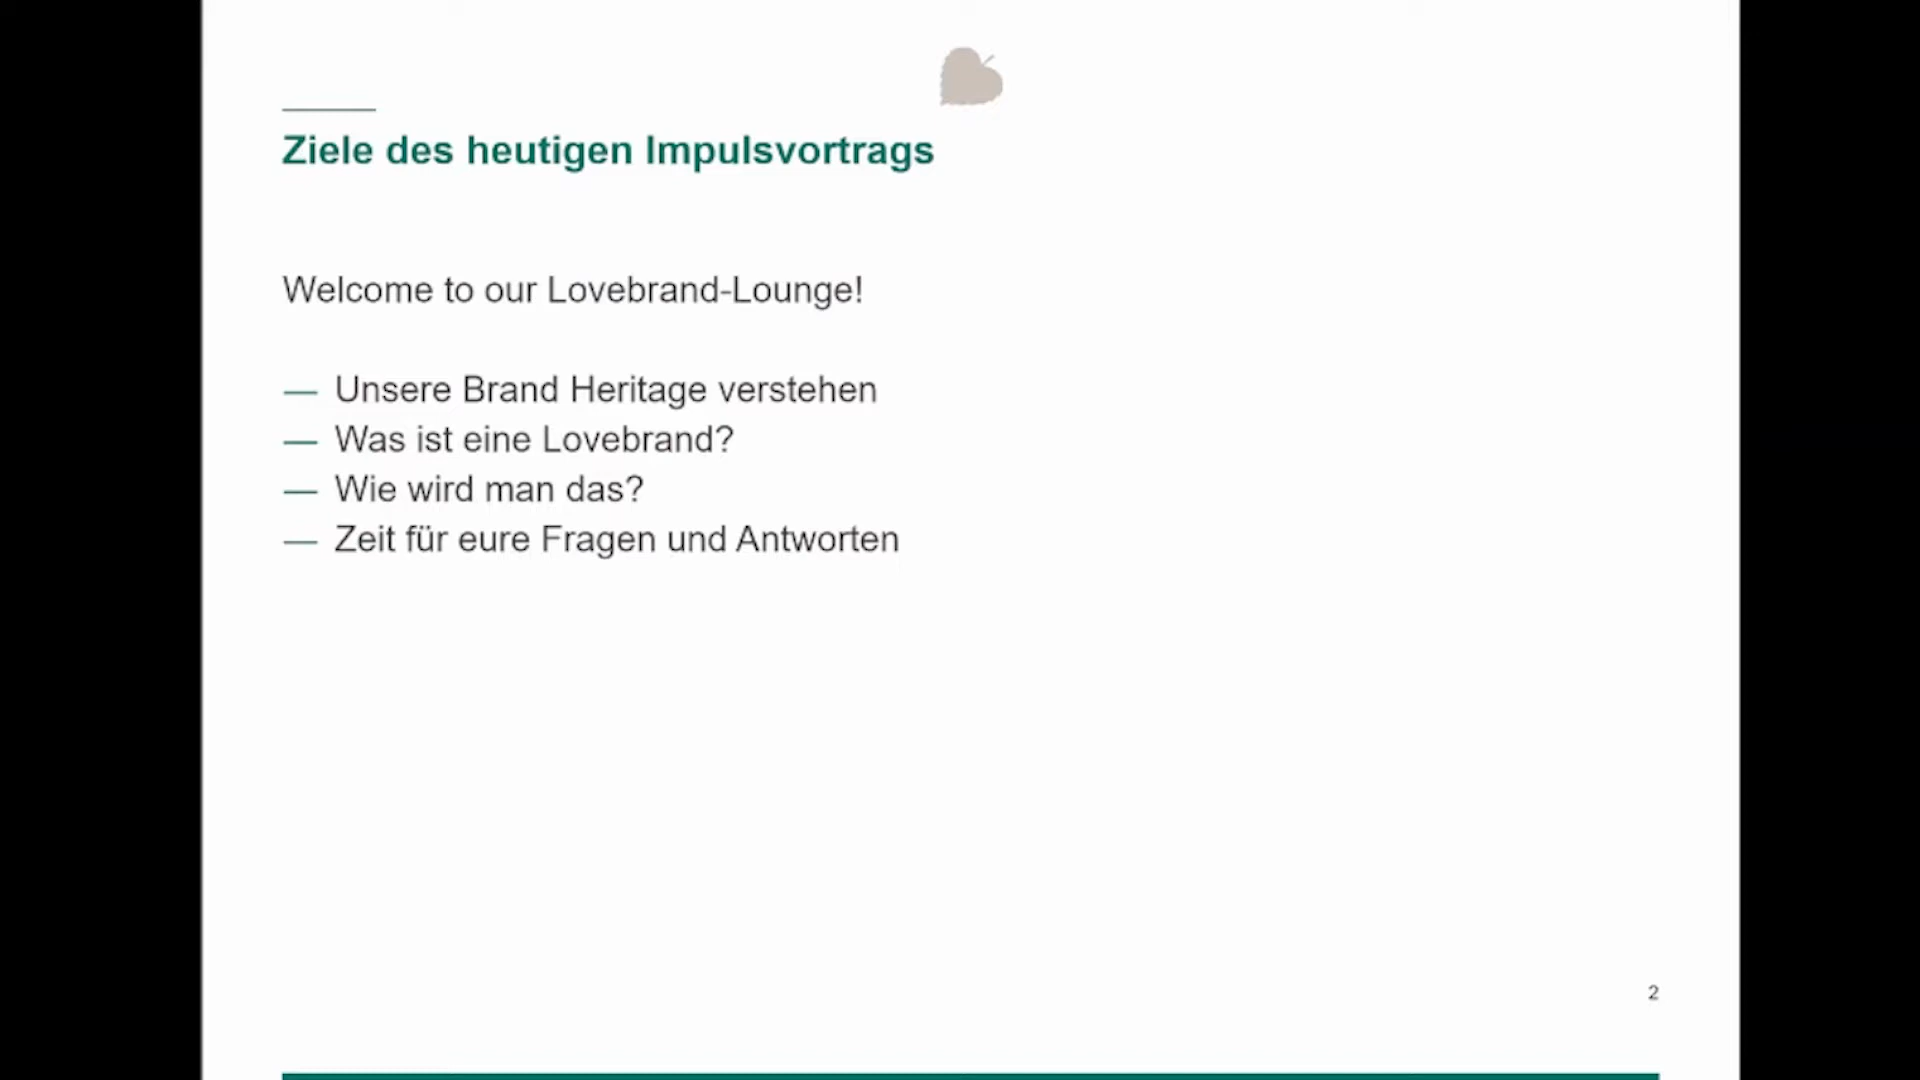 Ziele des heutigen Impulsvortrags
Welcome to our Lovebrand-Lounge!
— Unsere Brand Heritage verstehen
— Was ist eine Lovebrand?
— Wie wird man das?
— Zeit für eure Fragen und Antworten
2